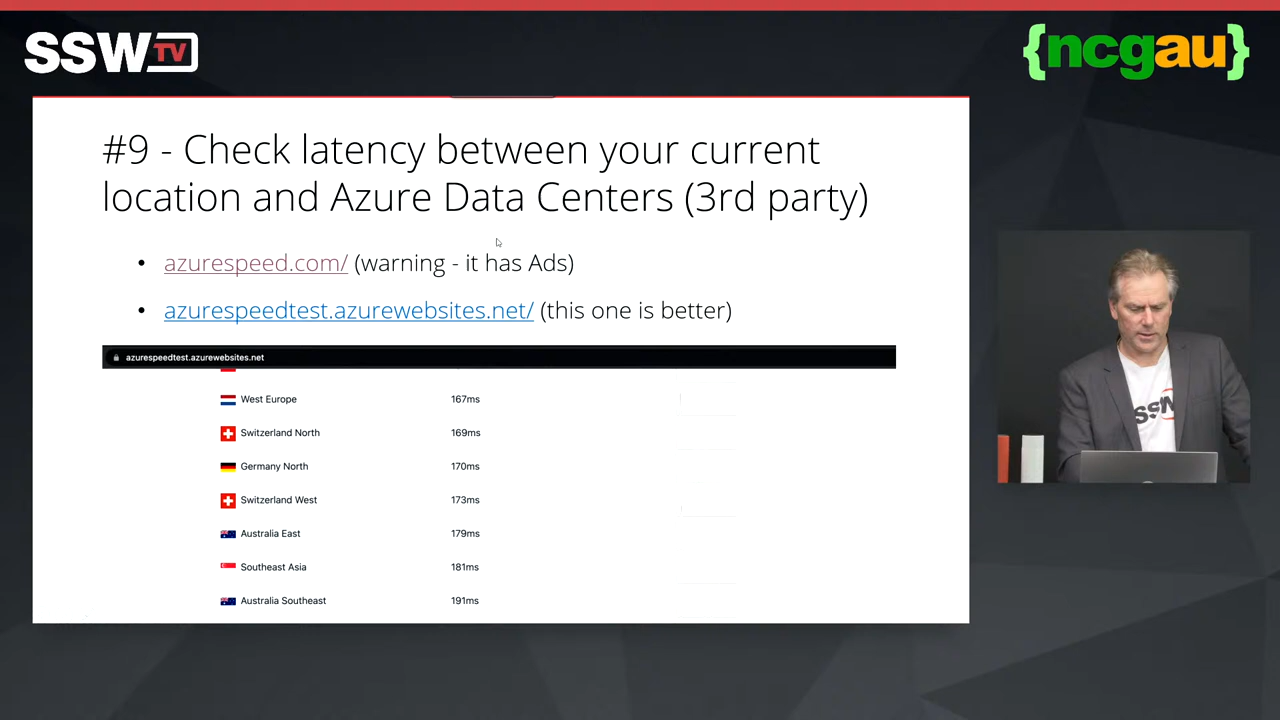 SSW TV
{ncgau}
#9 - Check latency between your current
location and Azure Data Centers (3rd party)
• azurespeed.com/ (warning - it has Ads)
• azurespeedtest.azurewebsites.net/ (this one is better)
azurespeedtest.azurewebsites.net
West Europe 167ms
Switzerland North 169ms
Germany North 170ms
Switzerland West 173ms
Australia East 179ms
Southeast Asia 181ms
Australia Southeast 191ms
SSW